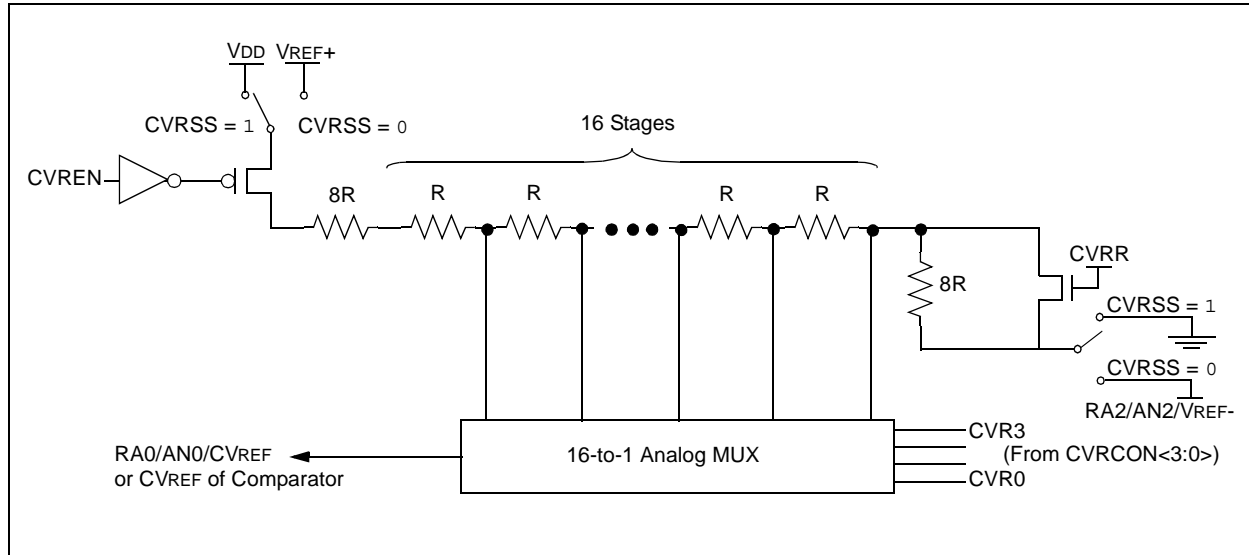 VDD VREF+
CVRSS = 1 CVRSS = 0
16 Stages
CVREN
8R R R R R
CVRR
8R
CVRSS = 1
CVRSS = 0
RA2/AN2/VREF-
RA0/AN0/CVREF
or CVREF of Comparator
16-to-1 Analog MUX
CVR3
(From CVRCON<3:0>)
CVR0